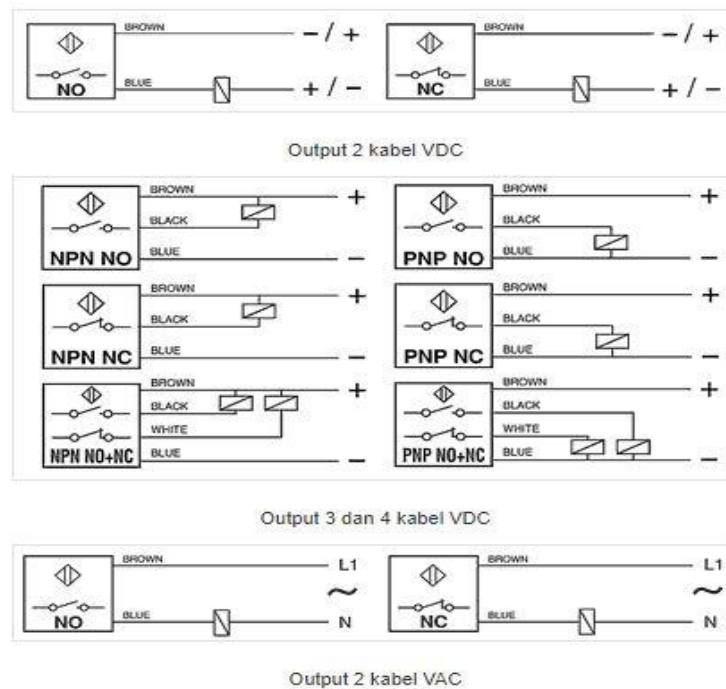 BROWN - / + BROWN - / +
BLUE + / - BLUE + / -
NO NC
Output 2 kabel VDC
BROWN + BROWN +
BLACK BLACK
BLUE - BLUE -
NPN NO PNP NO
BROWN + BROWN +
BLACK BLACK
BLUE - BLUE -
NPN NC PNP NC
BROWN + BROWN +
BLACK BLACK
WHITE WHITE
BLUE - BLUE -
NPN NO+NC PNP NO+NC
Output 3 dan 4 kabel VDC
BROWN L1 BROWN L1
~ ~
BLUE N BLUE N
NO NC
Output 2 kabel VAC